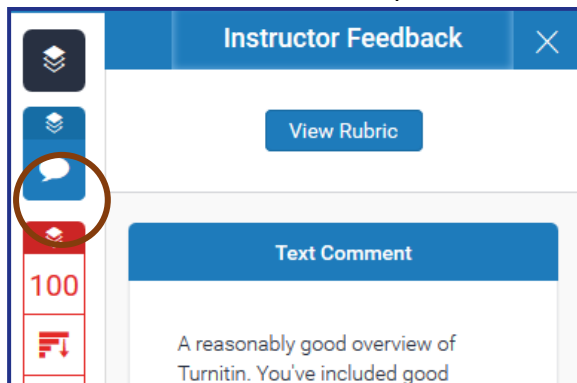 Instructor Feedback
View Rubric
Text Comment
100
A reasonably good overview of
Turnitin. You've included good